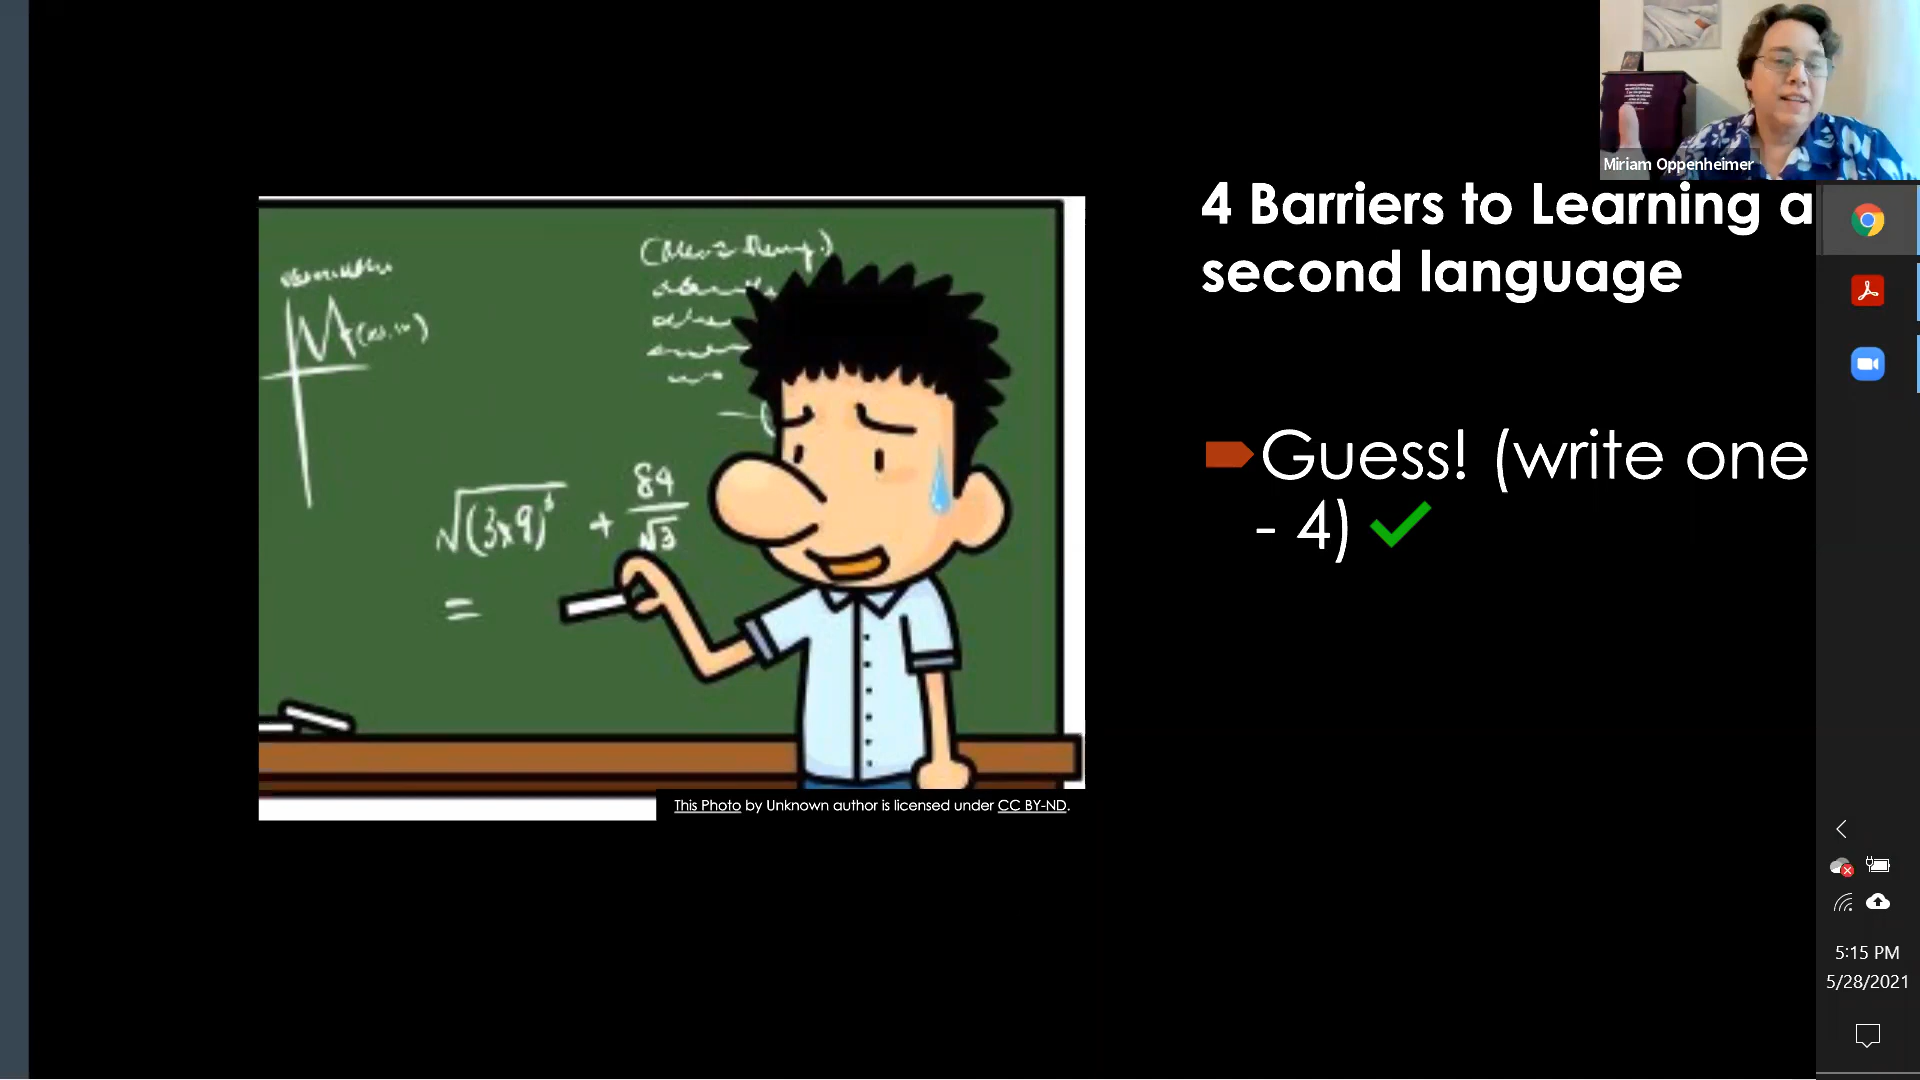 Miriam Oppenheimer
4 Barriers to Learning a
second language
Guess! (write one
- 4)
84
√(3x9) + √3
=
This Photo by Unknown author is licensed under CC BY-ND.
5:15 PM
5/28/2021